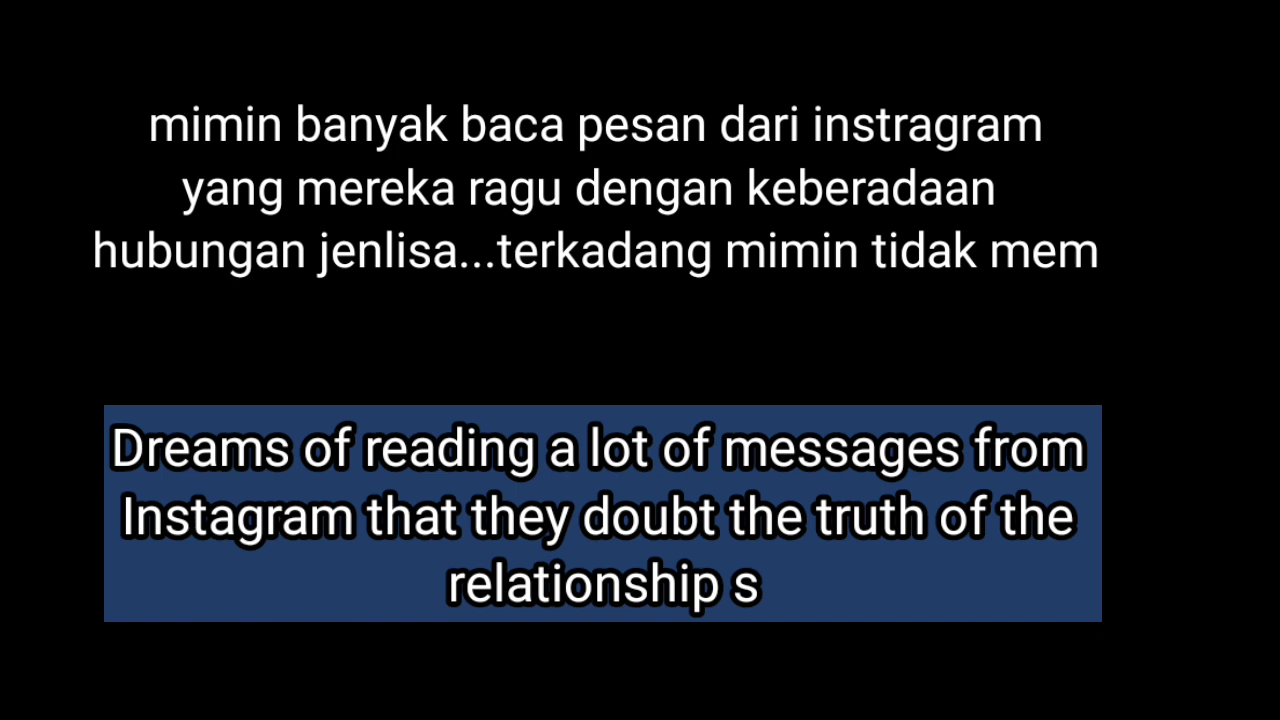 mimin banyak baca pesan dari instragram
yang mereka ragu dengan keberadaan
hubungan jenlisa...terkadang mimin tidak mem
Dreams of reading a lot of messages from
Instagram that they doubt the truth of the
relationship s